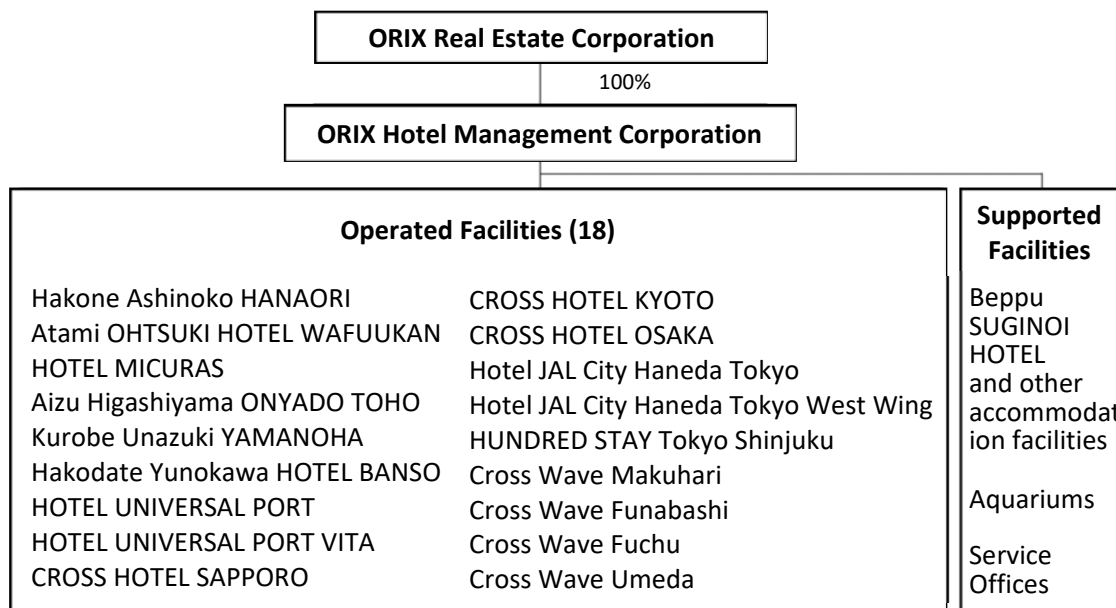 ORIX Real Estate Corporation
100%
ORIX Hotel Management Corporation
Operated Facilities (18)
Hakone Ashinoko HANAORI
Atami OHTSUKI HOTEL WAFUUKAN
HOTEL MICURAS
Aizu Higashiyama ONYADO TOHO
Kurobe Unazuki YAMANOHA
Hakodate Yunokawa HOTEL BANSO
HOTEL UNIVERSAL PORT
HOTEL UNIVERSAL PORT VITA
CROSS HOTEL SAPPORO
CROSS HOTEL KYOTO
CROSS HOTEL OSAKA
Hotel JAL City Haneda Tokyo
Hotel JAL City Haneda Tokyo West Wing
HUNDRED STAY Tokyo Shinjuku
Cross Wave Makuhari
Cross Wave Funabashi
Cross Wave Fuchu
Cross Wave Umeda
Supported
Facilities
Beppu
SUGINOI
HOTEL
and other
accommodat
ion facilities
Aquariums
Service
Offices